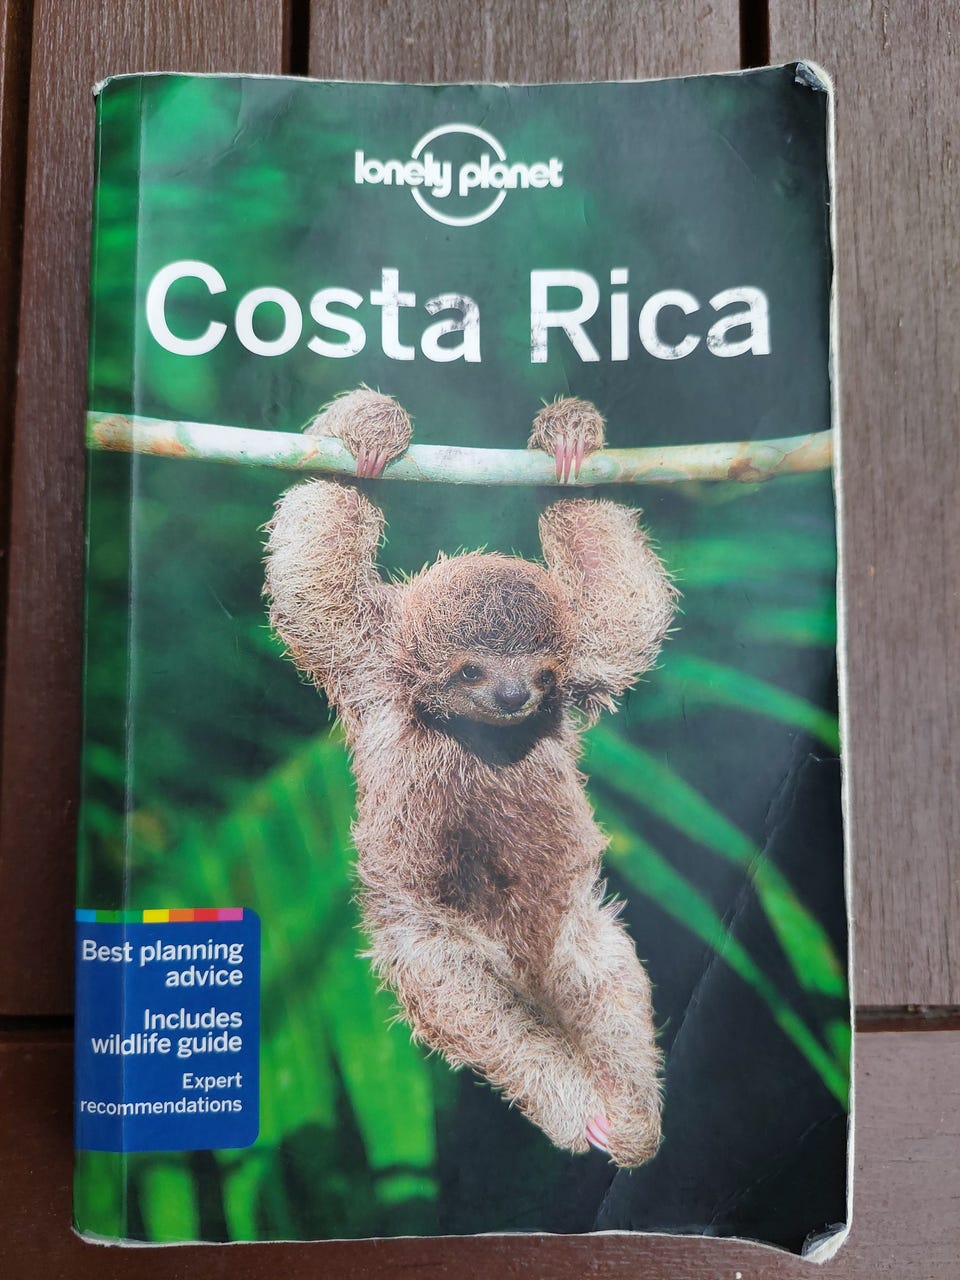 lonely planet
Costa Rica
Best planning
advice
Includes
wildlife guide
Expert
recommendations